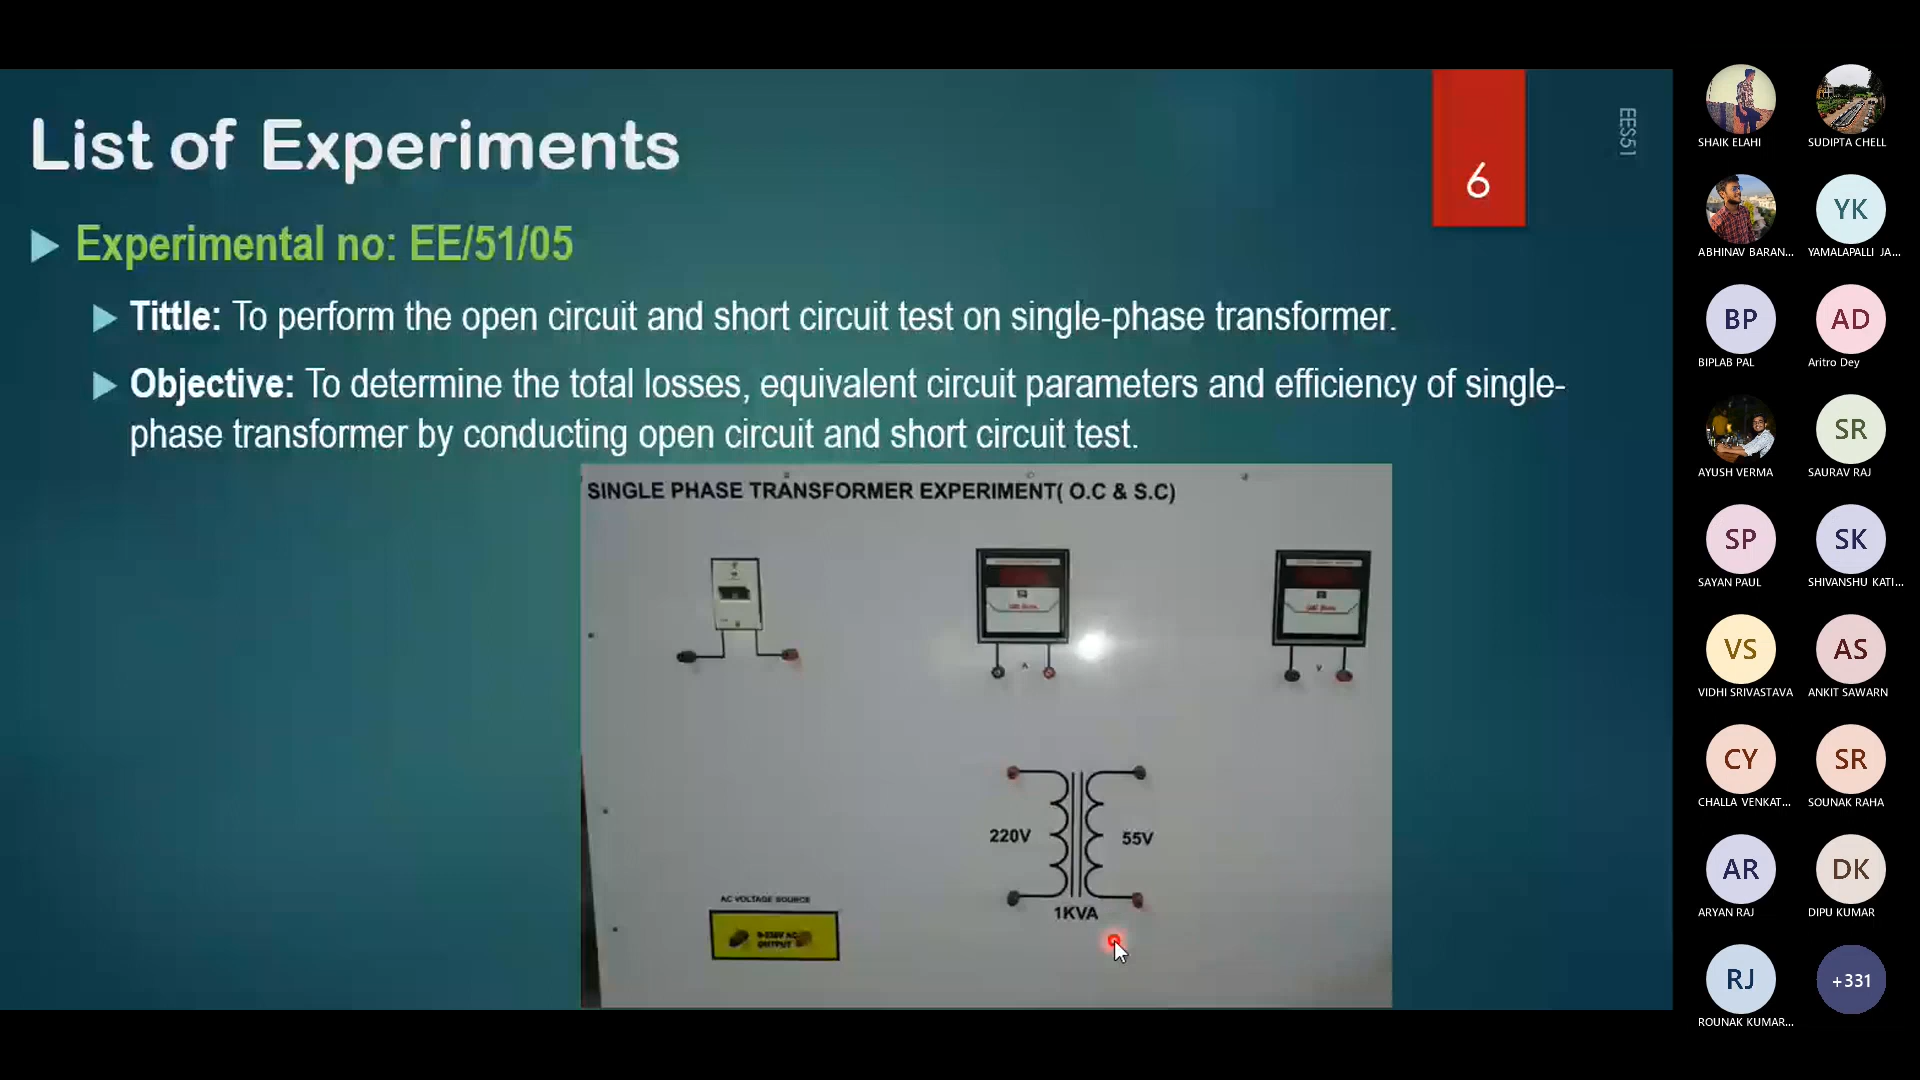 List of Experiments
6
EES51
Experimental no: EE/51/05
Tittle: To perform the open circuit and short circuit test on single-phase transformer.
Objective: To determine the total losses, equivalent circuit parameters and efficiency of single-
phase transformer by conducting open circuit and short circuit test.
SINGLE PHASE TRANSFORMER EXPERIMENT( O.C & S.C)
A
V
220V
55V
1KVA
AC VOLTAGE SOURCE
OUTPUT
SHAIK ELAHI
SUDIPTA CHELL
ABHINAV BARAN...
YK
YAMALAPALLI JA...
BP
BIPLAB PAL
AD
Aritro Dey
AYUSH VERMA
SR
SAURAV RAJ
SP
SAYAN PAUL
SK
SHIVANSHU KATI...
VS
VIDHI SRIVASTAVA
AS
ANKIT SAWARN
CY
CHALLA VENKAT...
SR
SOUNAK RAHA
AR
ARYAN RAJ
DK
DIPU KUMAR
RJ
ROUNAK KUMAR...
+331